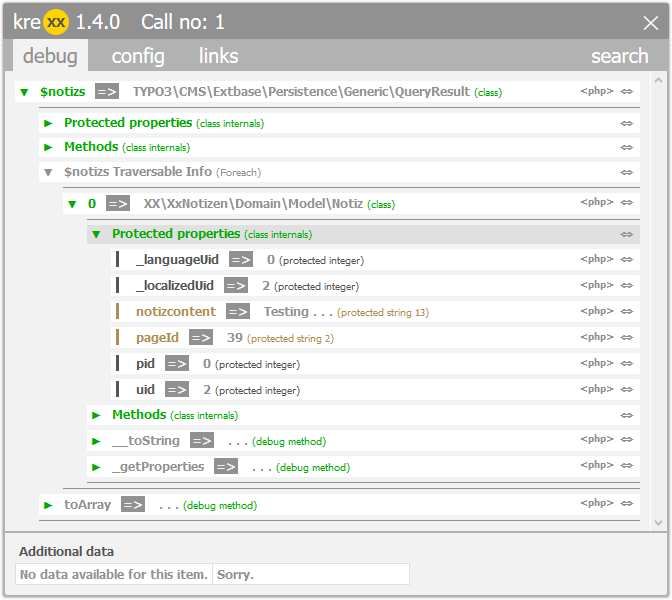 kre XX 1.4.0 Call no: 1
debug config links search
$notizs => TYPO3\CMS\Extbase\Persistence\Generic\QueryResult (class) <php>
Protected properties (class internals)
Methods (class internals)
$notizs Traversable Info (Foreach)
0 => XX\XxNotizen\Domain\Model\Notiz (class) <php>
Protected properties (class internals)
_languageUid => 0 (protected integer) <php>
_localizedUid => 2 (protected integer) <php>
notizcontent => Testing . . . (protected string 13) <php>
pageId => 39 (protected string 2) <php>
pid => 0 (protected integer) <php>
uid => 2 (protected integer) <php>
Methods (class internals)
__toString => . . . (debug method) <php>
_getProperties => . . . (debug method) <php>
toArray => . . . (debug method) <php>
Additional data
No data available for this item. Sorry.